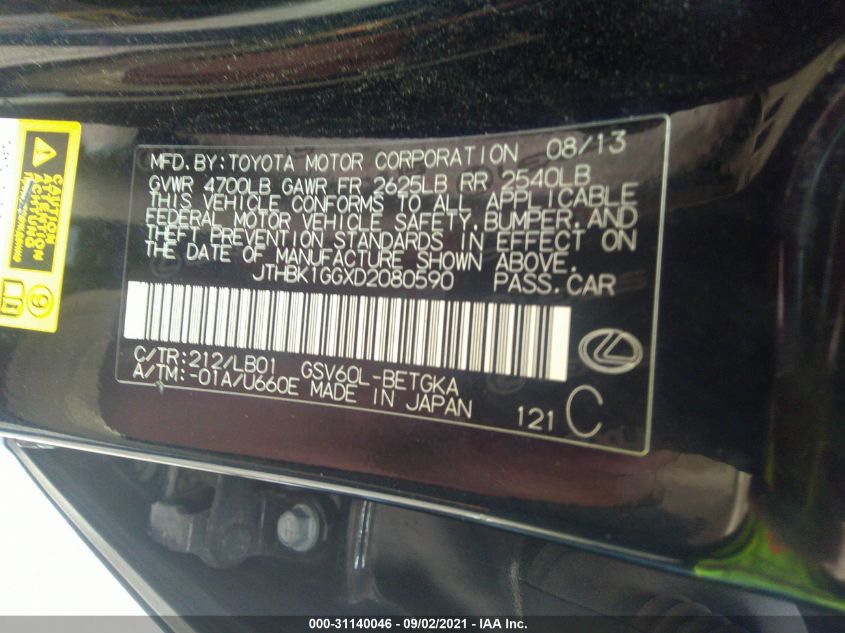 MFD.BY:TOYOTA MOTOR CORPORATION 08/13
GVWR 4700LB GAWR FR 2625LB RR 2540LB
THIS VEHICLE CONFORMS TO ALL APPLICABLE
FEDERAL MOTOR VEHICLE SAFETY,BUMPER,AND
THEFT PREVENTION STANDARDS IN EFFECT ON
THE DATE OF MANUFACTURE SHOWN ABOVE.
JTHBK1GGXD2080590 PASS.CAR
C/TR:212/LB01 GSV60L-BETGKA
A/TM:-01A/U660E MADE IN JAPAN
121 C
CAUTION
ATTENTION
ACHTUNG
000-31140046 - 09/02/2021 - IAA Inc.